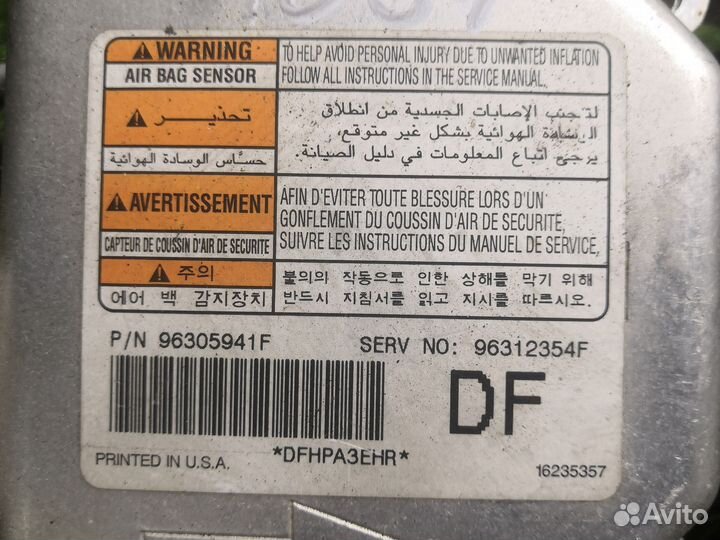 WARNING
AIR BAG SENSOR
TO HELP AVOID PERSONAL INJURY DUE TO UNWANTED INFLATION
FOLLOW ALL INSTRUCTIONS IN THE SERVICE MANUAL.
تحذير
حساس الوسادة الهوائية
لتجنب الإصابات الجسدية من انطلاق
الوسادة الهوائية بشكل غير متوقع،
يرجى اتباع المعلومات في دليل الصيانة.
AVERTISSEMENT
CAPTEUR DE COUSSIN D'AIR DE SECURITE
AFIN D'EVITER TOUTE BLESSURE LORS D'UN
GONFLEMENT DU COUSSIN D'AIR DE SECURITE,
SUIVRE LES INSTRUCTIONS DU MANUEL DE SERVICE.
주의
에어 백 감지장치
불의의 작동으로 인한 상해를 막기 위해
반드시 지침서를 읽고 지시를 따르시오.
P/N 96305941F
SERV NO: 96312354F
DF
*DFHPA3EHR*
PRINTED IN U.S.A.
16235357
Avito